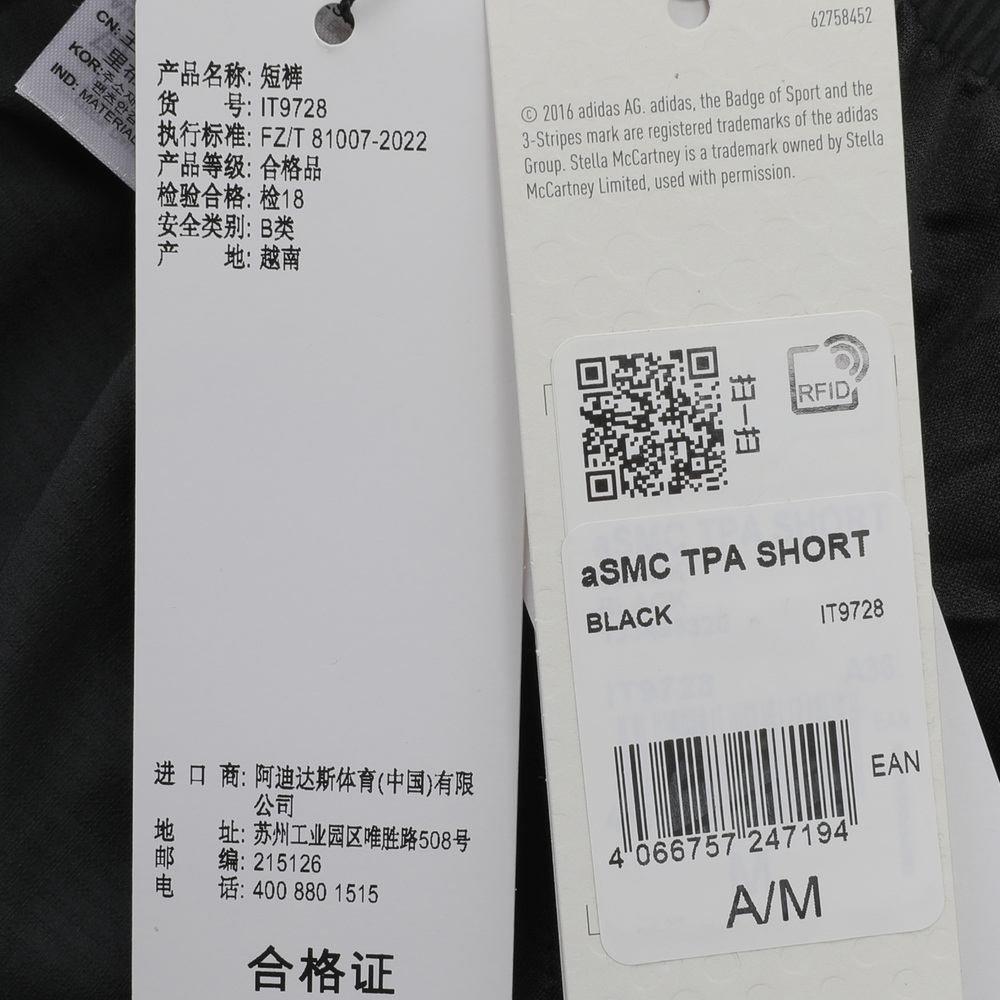 CN:
KOR:
IND: MATERIAL
产品名称: 短裤
货 号: IT9728
执行标准: FZ/T 81007-2022
产品等级: 合格品
检验合格: 检18
安全类别: B类
产 地: 越南
进 口 商: 阿迪达斯体育(中国)有限
公司
地 址: 苏州工业园区唯胜路508号
邮 编: 215126
电 话: 400 880 1515
合格证
62758452
© 2016 adidas AG. adidas, the Badge of Sport and the
3-Stripes mark are registered trademarks of the adidas
Group. Stella McCartney is a trademark owned by Stella
McCartney Limited, used with permission.
扫一扫
RFID
aSMC TPA SHORT
BLACK IT9728
EAN
4 066757 247194
A/M